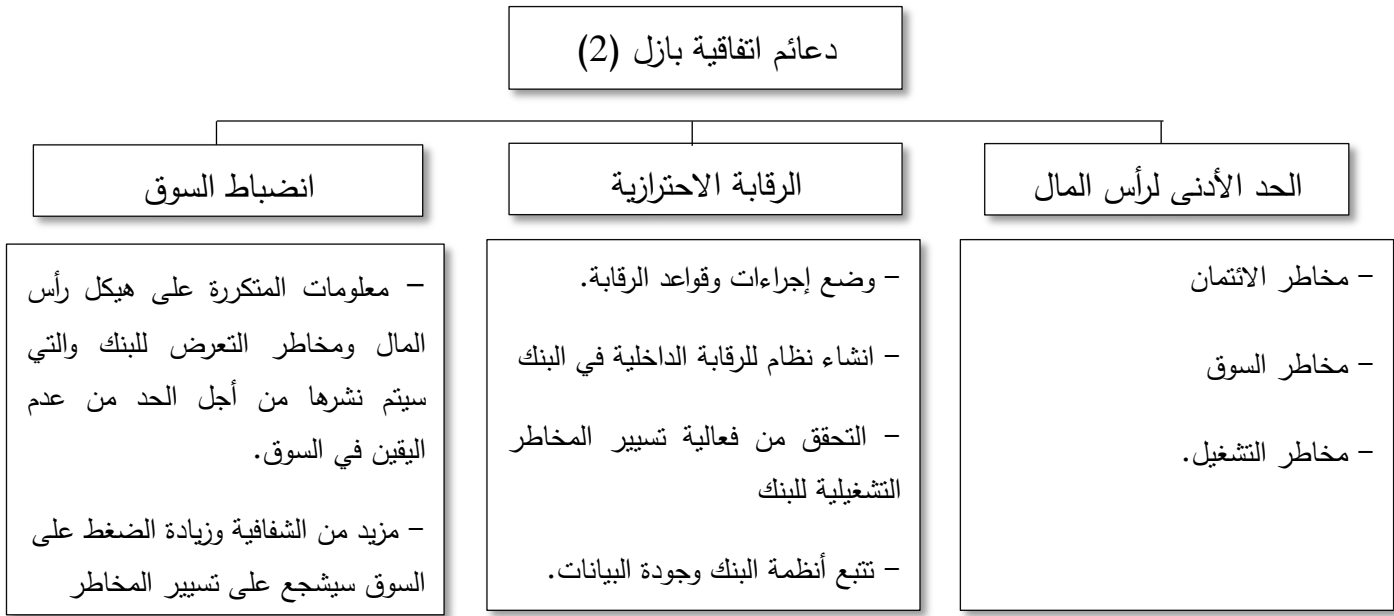 دعائم اتفاقية بازل (2)
الحد الأدنى لرأس المال
الرقابة الاحترازية
انضباط السوق
– مخاطر الائتمان
– مخاطر السوق
– مخاطر التشغيل.
– وضع إجراءات وقواعد الرقابة.
– انشاء نظام للرقابة الداخلية في البنك
– التحقق من فعالية تسيير المخاطر
التشغيلية للبنك
– تتبع أنظمة البنك وجودة البيانات.
– معلومات المتكررة على هيكل رأس
المال ومخاطر التعرض للبنك والتي
سيتم نشرها من أجل الحد من عدم
اليقين في السوق.
– مزيد من الشفافية وزيادة الضغط على
السوق سيشجع على تسيير المخاطر